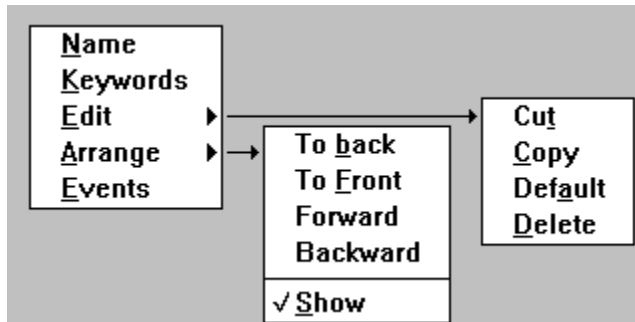 Name
Keywords
Edit
Arrange
Events
To back
To Front
Forward
Backward
✓ Show
Cut
Copy
Default
Delete